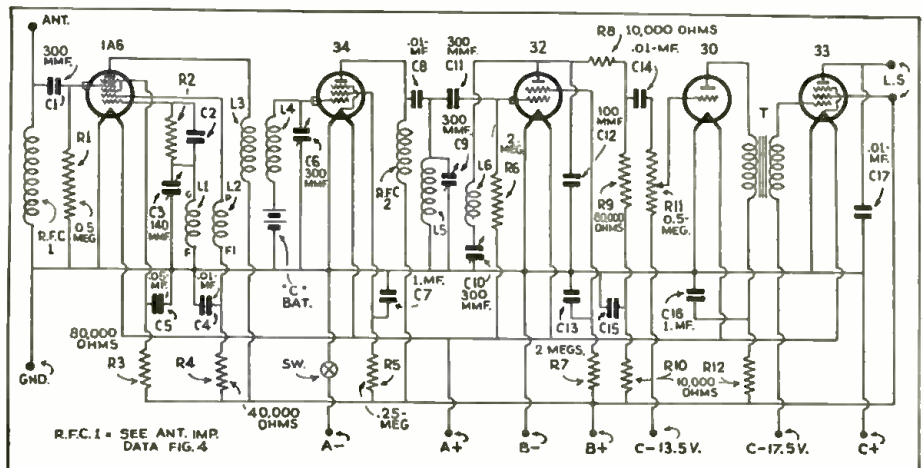 ANT.
1A6
34
32
R8
10,000 OHMS
30
33
300
MMF.
C1
R1
R2
C2
L3
L4
.01-
MF.
C8
300
MMF.
C11
.01-MF.
C14
L.S.
C6
300
MMF.
300
MMF.
C9
2
MEG.
100
MMF
C12
T
.01-
MF.
C17
C3
140
MMF
L1
L2
P
G
F
F1
R.F.C.
2
L6
R6
R9
80,000
OHMS
R11
0.5-
MEG.
R.F.C.
1
0.5
MEG
"C"
BAT.
L5
C10
300
MMF.
1. MF.
C7
C5
.01-
MF.
C4
C13
C15
C16
1. MF.
80,000
OHMS
R3
R4
SW.
R5
2 MEGS.
R7
R10
R12
10,000
OHMS
GND.
40,000
OHMS
.25-
MEG
R.F.C.1 = SEE ANT. IMP.
DATA FIG. 4
A-
A+
B-
B+
C-13.5V.
C-17.5V.
C+